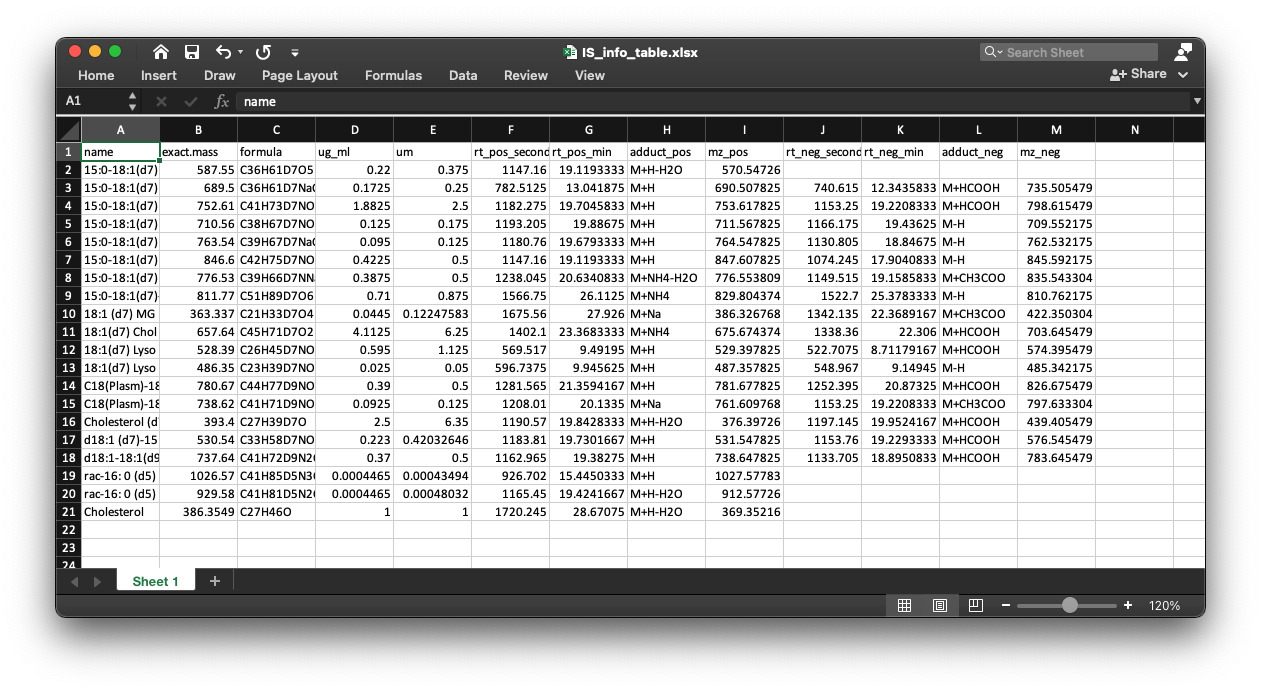 IS_info_table.xlsx Search Sheet
Home Insert Draw Page Layout Formulas Data Review View Share
A1 fx name
A B C D E F G H I J K L M N
1 name exact.mass formula ug_ml um rt_pos_second rt_pos_min adduct_pos mz_pos rt_neg_second rt_neg_min adduct_neg mz_neg
2 15:0-18:1(d7) 587.55 C36H61D7O5 0.22 0.375 1147.16 19.1193333 M+H-H2O 570.54726
3 15:0-18:1(d7) 689.5 C36H61D7Na 0.1725 0.25 782.5125 13.041875 M+H 690.507825 740.615 12.3435833 M+HCOOH 735.505479
4 15:0-18:1(d7) 752.61 C41H73D7NO 1.8825 2.5 1182.275 19.7045833 M+H 753.617825 1153.25 19.2208333 M+HCOOH 798.615479
5 15:0-18:1(d7) 710.56 C38H67D7NO 0.125 0.175 1193.205 19.88675 M+H 711.567825 1166.175 19.43625 M-H 709.552175
6 15:0-18:1(d7) 763.54 C39H67D7Na 0.095 0.125 1180.76 19.6793333 M+H 764.547825 1130.805 18.84675 M-H 762.532175
7 15:0-18:1(d7) 846.6 C42H75D7NO 0.4225 0.5 1147.16 19.1193333 M+H 847.607825 1074.245 17.9040833 M-H 845.592175
8 15:0-18:1(d7) 776.53 C39H66D7NN 0.3875 0.5 1238.045 20.6340833 M+NH4-H2O 776.553809 1149.515 19.1585833 M+CH3COO 835.543304
9 15:0-18:1(d7)- 811.77 C51H89D7O6 0.71 0.875 1566.75 26.1125 M+NH4 829.804374 1522.7 25.3783333 M-H 810.762175
10 18:1 (d7) MG 363.337 C21H33D7O4 0.0445 0.12247583 1675.56 27.926 M+Na 386.326768 1342.135 22.3689167 M+CH3COO 422.350304
11 18:1(d7) Chol 657.64 C45H71D7O2 4.1125 6.25 1402.1 23.3683333 M+NH4 675.674374 1338.36 22.306 M+HCOOH 703.645479
12 18:1(d7) Lyso 528.39 C26H45D7NO 0.595 1.125 569.517 9.49195 M+H 529.397825 522.7075 8.71179167 M+HCOOH 574.395479
13 18:1(d7) Lyso 486.35 C23H39D7NO 0.025 0.05 596.7375 9.945625 M+H 487.357825 548.967 9.14945 M-H 485.342175
14 C18(Plasm)-18 780.67 C44H77D9NO 0.39 0.5 1281.565 21.3594167 M+H 781.677825 1252.395 20.87325 M+HCOOH 826.675479
15 C18(Plasm)-18 738.62 C41H71D9NO 0.0925 0.125 1208.01 20.1335 M+Na 761.609768 1153.25 19.2208333 M+CH3COO 797.633304
16 Cholesterol (d 393.4 C27H39D7O 2.5 6.35 1190.57 19.8428333 M+H-H2O 376.39726 1197.145 19.9524167 M+HCOOH 439.405479
17 d18:1 (d7)-15 530.54 C33H58D7NO 0.223 0.42032646 1183.81 19.7301667 M+H 531.547825 1153.76 19.2293333 M+HCOOH 576.545479
18 d18:1-18:1(d9 737.64 C41H72D9N2 0.37 0.5 1162.965 19.38275 M+H 738.647825 1133.705 18.8950833 M+HCOOH 783.645479
19 rac-16: 0 (d5) 1026.57 C41H85D5N3 0.0004465 0.00043494 926.702 15.4450333 M+H 1027.57783
20 rac-16: 0 (d5) 929.58 C41H81D5N2 0.0004465 0.00048032 1165.45 19.4241667 M+H-H2O 912.57726
21 Cholesterol 386.3549 C27H46O 1 1 1720.245 28.67075 M+H-H2O 369.35216
22
23
24
Sheet 1 +
120%